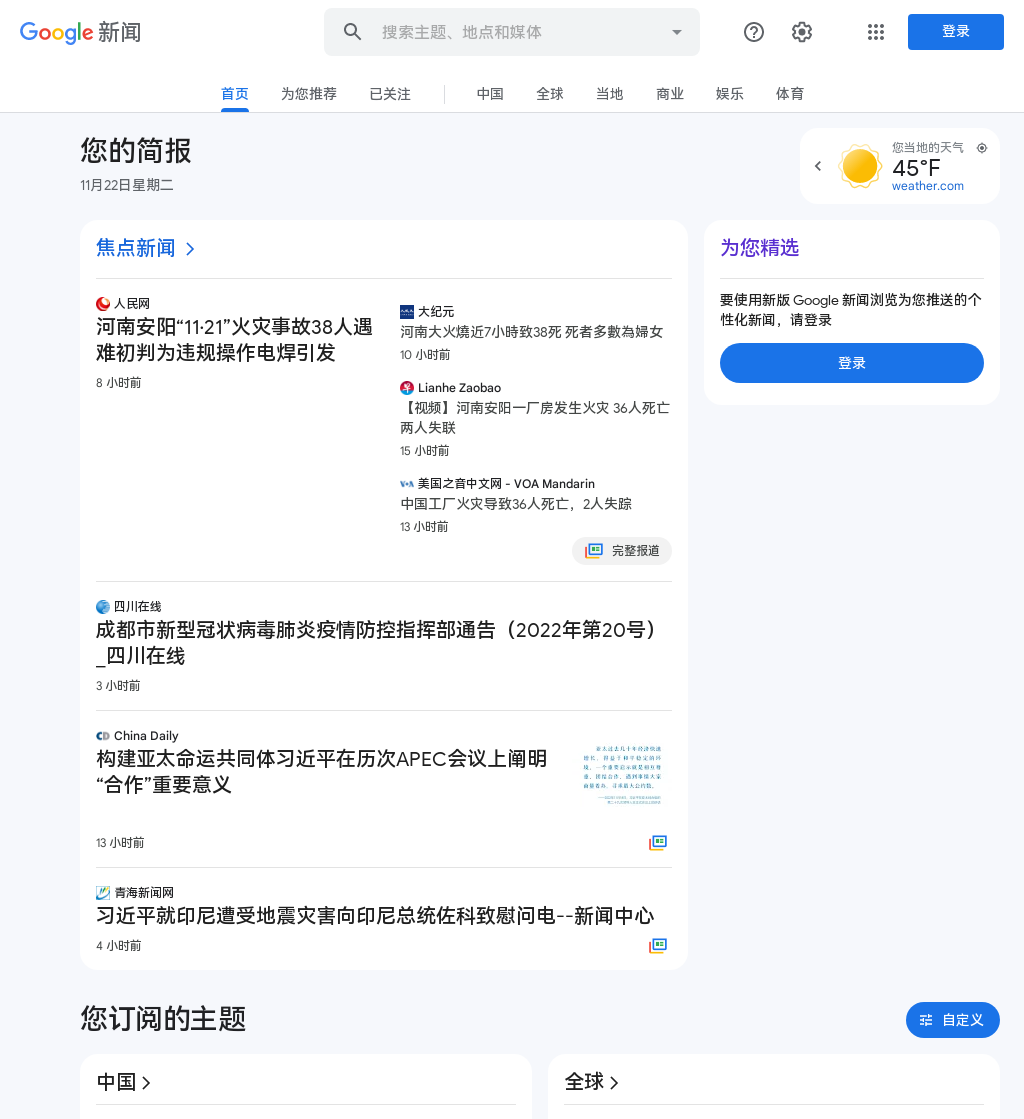 Google 新闻
搜索主题、地点和媒体
登录
首页
为您推荐
已关注
中国
全球
当地
商业
娱乐
体育
您的简报
11月22日星期二
您当地的天气
45°F
weather.com
焦点新闻
人民网
河南安阳“11·21”火灾事故38人遇
难初判为违规操作电焊引发
8 小时前
大纪元
河南大火燒近7小時致38死 死者多數為婦女
10 小时前
Lianhe Zaobao
【视频】河南安阳一厂房发生火灾 36人死亡
两人失联
15 小时前
美国之音中文网 - VOA Mandarin
中国工厂火灾导致36人死亡，2人失踪
13 小时前
完整报道
四川在线
成都市新型冠状病毒肺炎疫情防控指挥部通告（2022年第20号）
_四川在线
3 小时前
China Daily
构建亚太命运共同体习近平在历次APEC会议上阐明
“合作”重要意义
13 小时前
青海新闻网
习近平就印尼遭受地震灾害向印尼总统佐科致慰问电--新闻中心
4 小时前
为您精选
要使用新版 Google 新闻浏览为您推送的个
性化新闻，请登录
登录
您订阅的主题
自定义
中国
全球